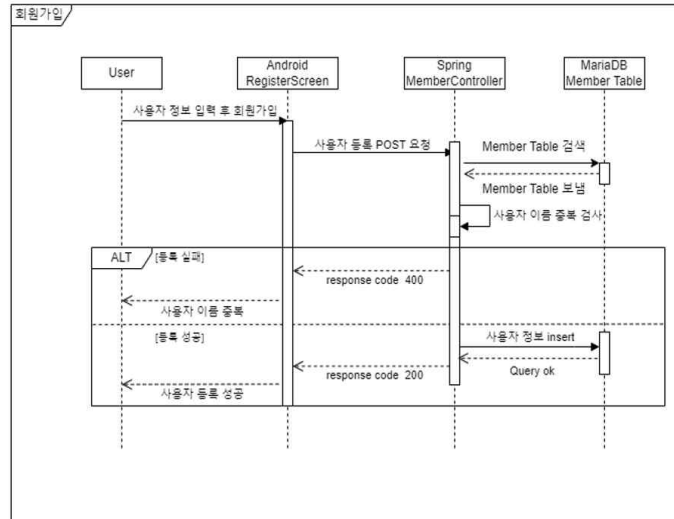 회원가입
User
Android
RegisterScreen
Spring
MemberController
MariaDB
Member Table
사용자 정보 입력 후 회원가입
사용자 등록 POST 요청
Member Table 검색
Member Table 보냄
사용자 이름 중복 검사
ALT
[등록 실패]
response code 400
사용자 이름 중복
[등록 성공]
사용자 정보 insert
Query ok
response code 200
사용자 등록 성공